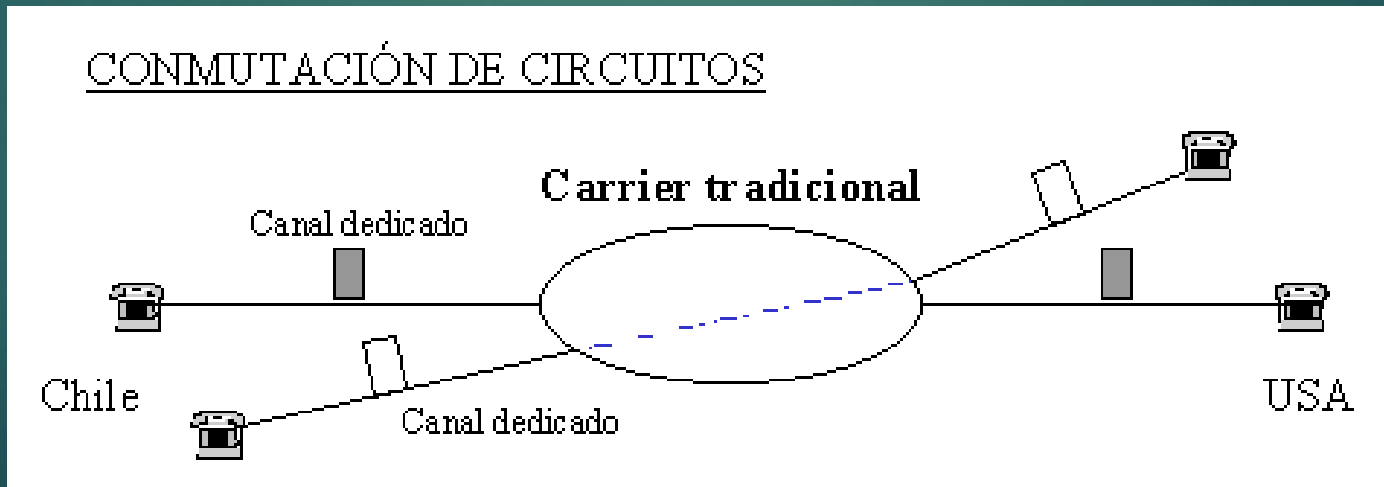 CONMUTACIÓN DE CIRCUITOS
Carrier tradicional
Canal dedicado
Chile
USA
Canal dedicado